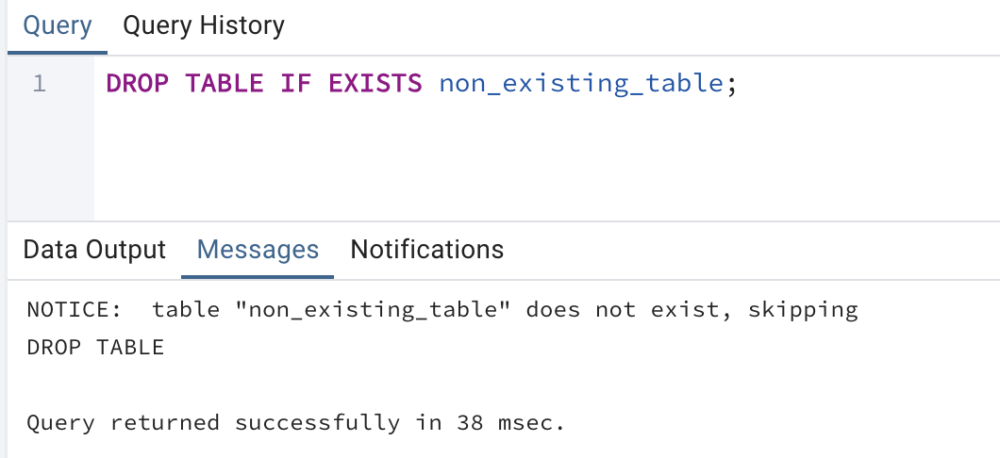 Query Query History
1 DROP TABLE IF EXISTS non_existing_table;
Data Output Messages Notifications
NOTICE:  table "non_existing_table" does not exist, skipping
DROP TABLE
Query returned successfully in 38 msec.